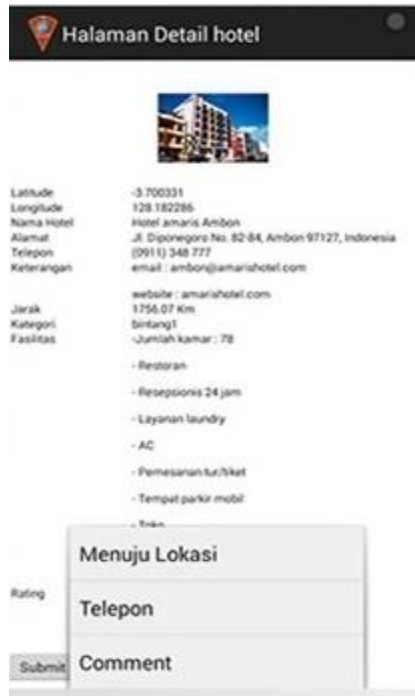 Halaman Detail hotel
Latitude -3.700331
Longitude 128.182286
Nama Hotel Hotel amaris Ambon
Alamat Jl. Diponegoro No. 82-84, Ambon 97127, Indonesia
Telepon (0911) 348 777
Keterangan email : ambon@amarishotel.com
website : amarishotel.com
Jarak 1756.07 Km
Kategori bintang1
Fasilitas -Jumlah kamar : 78
- Restoran
- Resepsionis 24 jam
- Layanan laundry
- AC
- Pemesanan tur/tiket
- Tempat parkir mobil
- Toko
Menuju Lokasi
Rating
Telepon
Submit
Comment